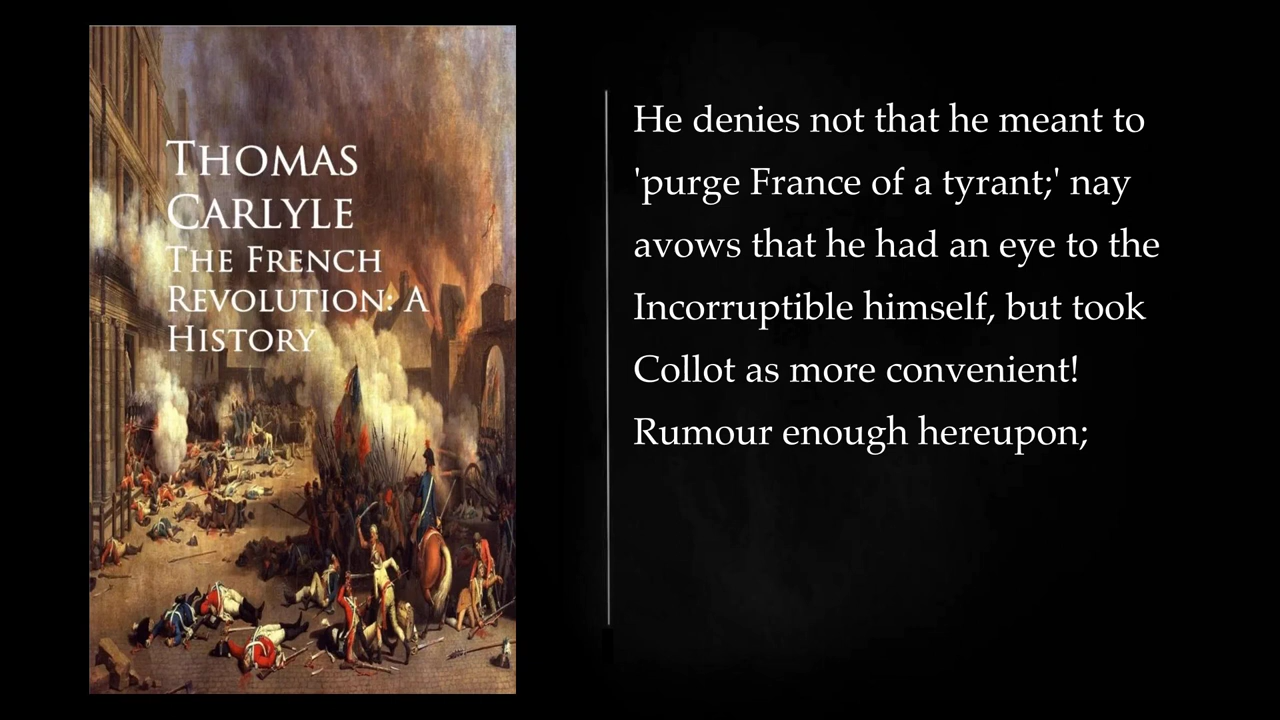 THOMAS
CARLYLE
THE FRENCH
REVOLUTION: A
HISTORY
He denies not that he meant to
'purge France of a tyrant;' nay
avows that he had an eye to the
Incorruptible himself, but took
Collot as more convenient!
Rumour enough hereupon;